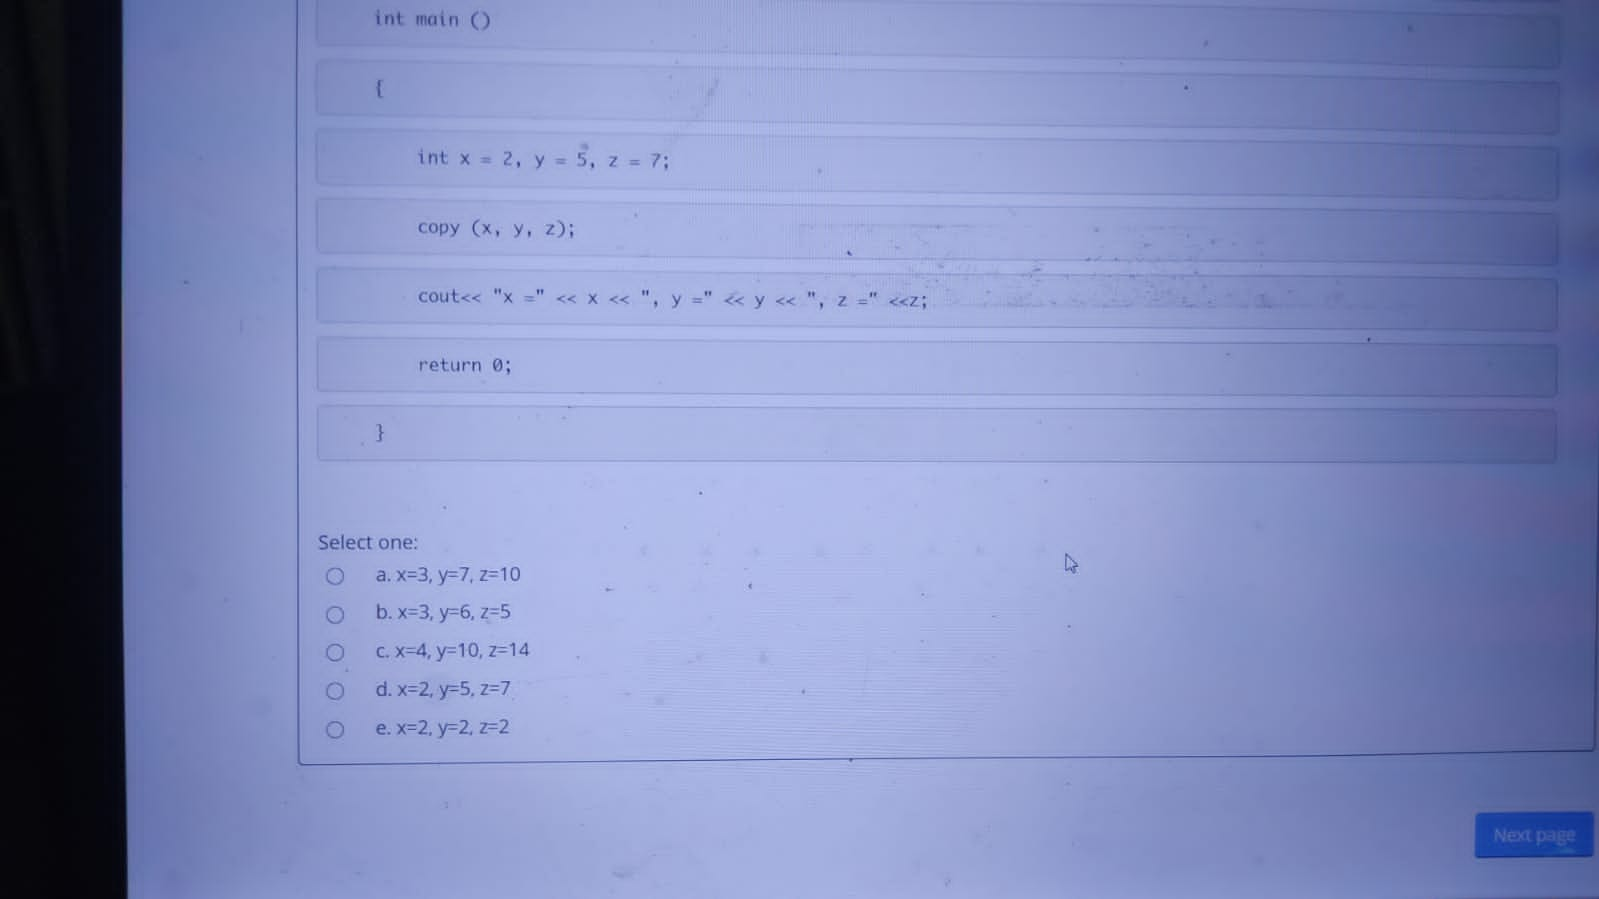 int main ()
{
int x = 2, y = 5, z = 7;
copy (x, y, z);
cout<< "x =" << x << ", y =" << y << ", z =" <<z;
return 0;
}
Select one:
a. x=3, y=7, z=10
b. x=3, y=6, z=5
c. x=4, y=10, z=14
d. x=2, y=5, z=7
e. x=2, y=2, z=2
Next page